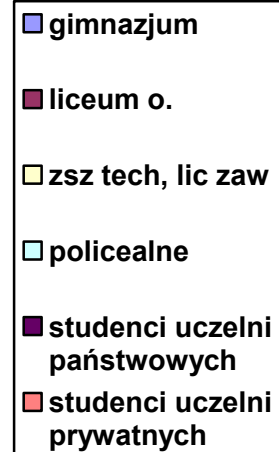 gimnazjum
liceum o.
zsz tech, lic zaw
policealne
studenci uczelni
państwowych
studenci uczelni
prywatnych